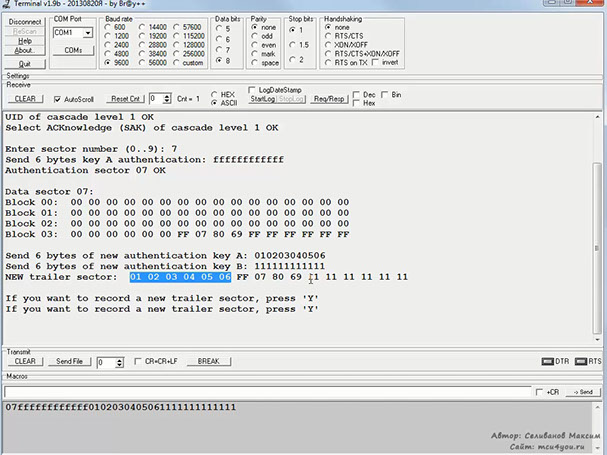 Terminal v1.9b - 20130820Я - by Br@y++
Disconnect
ReScan
Help
About..
Quit
COM Port
COM1
COMs
Baud rate
600 14400 57600
1200 19200 115200
2400 28800 128000
4800 38400 256000
9600 56000 custom
Data bits
5
6
7
8
Parity
none
odd
even
mark
space
Stop bits
1
1.5
2
Handshaking
none
RTS/CTS
XON/XOFF
RTS/CTS+XON/XOFF
RTS on TX invert
Settings
Receive
CLEAR AutoScroll Reset Cnt 0 Cnt = 1 HEX ASCII LogDateStamp StartLog StopLog Req/Resp Dec Bin Hex
UID of cascade level 1 OK
Select ACKnowledge (SAK) of cascade level 1 OK
Enter sector number (0..9): 7
Send 6 bytes key A authentication: ffffffffffff
Authentication sector 07 OK
Data sector 07:
Block 00: 00 00 00 00 00 00 00 00 00 00 00 00 00 00 00 00
Block 01: 00 00 00 00 00 00 00 00 00 00 00 00 00 00 00 00
Block 02: 00 00 00 00 00 00 00 00 00 00 00 00 00 00 00 00
Block 03: 00 00 00 00 00 00 FF 07 80 69 FF FF FF FF FF FF
Send 6 bytes of new authentication key A: 010203040506
Send 6 bytes of new authentication key B: 111111111111
NEW trailer sector: 01 02 03 04 05 06 FF 07 80 69 11 11 11 11 11 11
If you want to record a new trailer sector, press 'Y'
If you want to record a new trailer sector, press 'Y'
Transmit
CLEAR Send File 0 CR=CR+LF BREAK DTR RTS
Macros
+CR -> Send
07ffffffffffff010203040506111111111111
Автор: Селиванов Максим
Сайт: mcu4you.ru